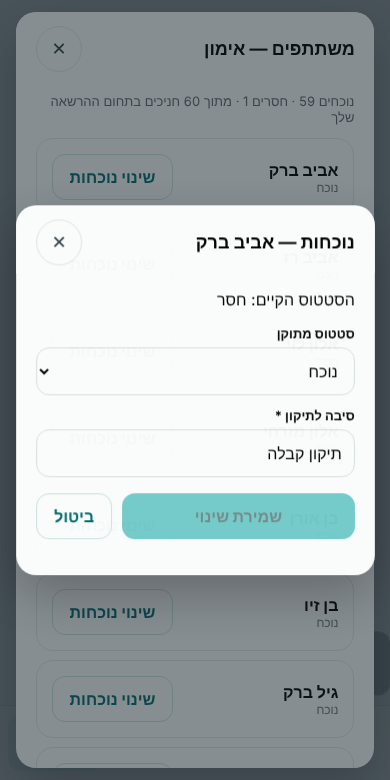 משתתפים — אימון
✕
נוכחים 59 · חסרים 1 · מתוך 60 חניכים בתחום ההרשאה
שלך
אביב ברק
נוכח
שינוי נוכחות
נוכחות — אביב ברק
✕
הסטטוס הקיים: חסר
סטטוס מתוקן
נוכח
סיבה לתיקון *
תיקון קבלה
שמירת שינוי
ביטול
בן זיו
נוכח
שינוי נוכחות
גיל ברק
נוכח
שינוי נוכחות